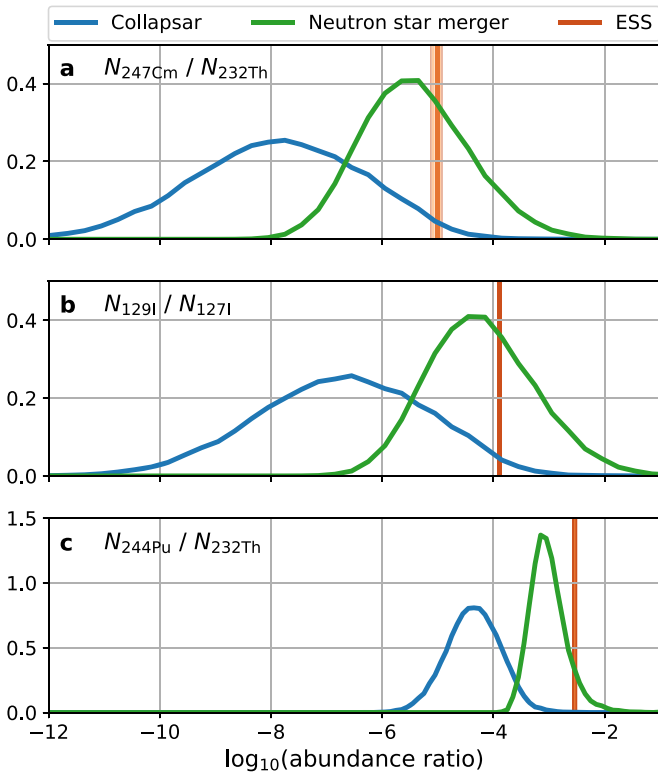 Collapsar Neutron star merger ESS
a N247Cm / N232Th
0.4
0.2
0.0
b N129I / N127I
0.4
0.2
0.0
c N244Pu / N232Th
1.5
1.0
0.5
0.0
−12 −10 −8 −6 −4 −2
log10(abundance ratio)